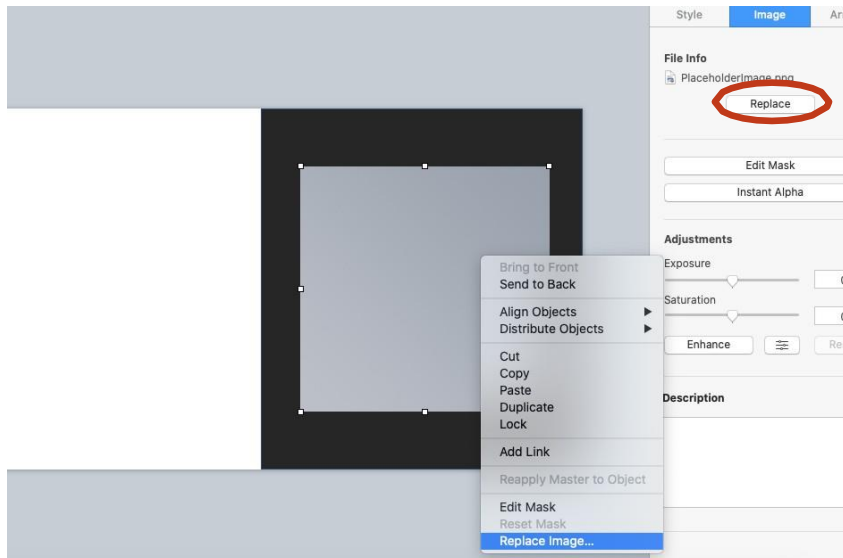 Style
Image
File Info
PlaceholderImage.png
Replace
Edit Mask
Instant Alpha
Adjustments
Exposure
Saturation
Enhance
Re
Description
Bring to Front
Send to Back
Align Objects
Distribute Objects
Cut
Copy
Paste
Duplicate
Lock
Add Link
Reapply Master to Object
Edit Mask
Reset Mask
Replace Image...